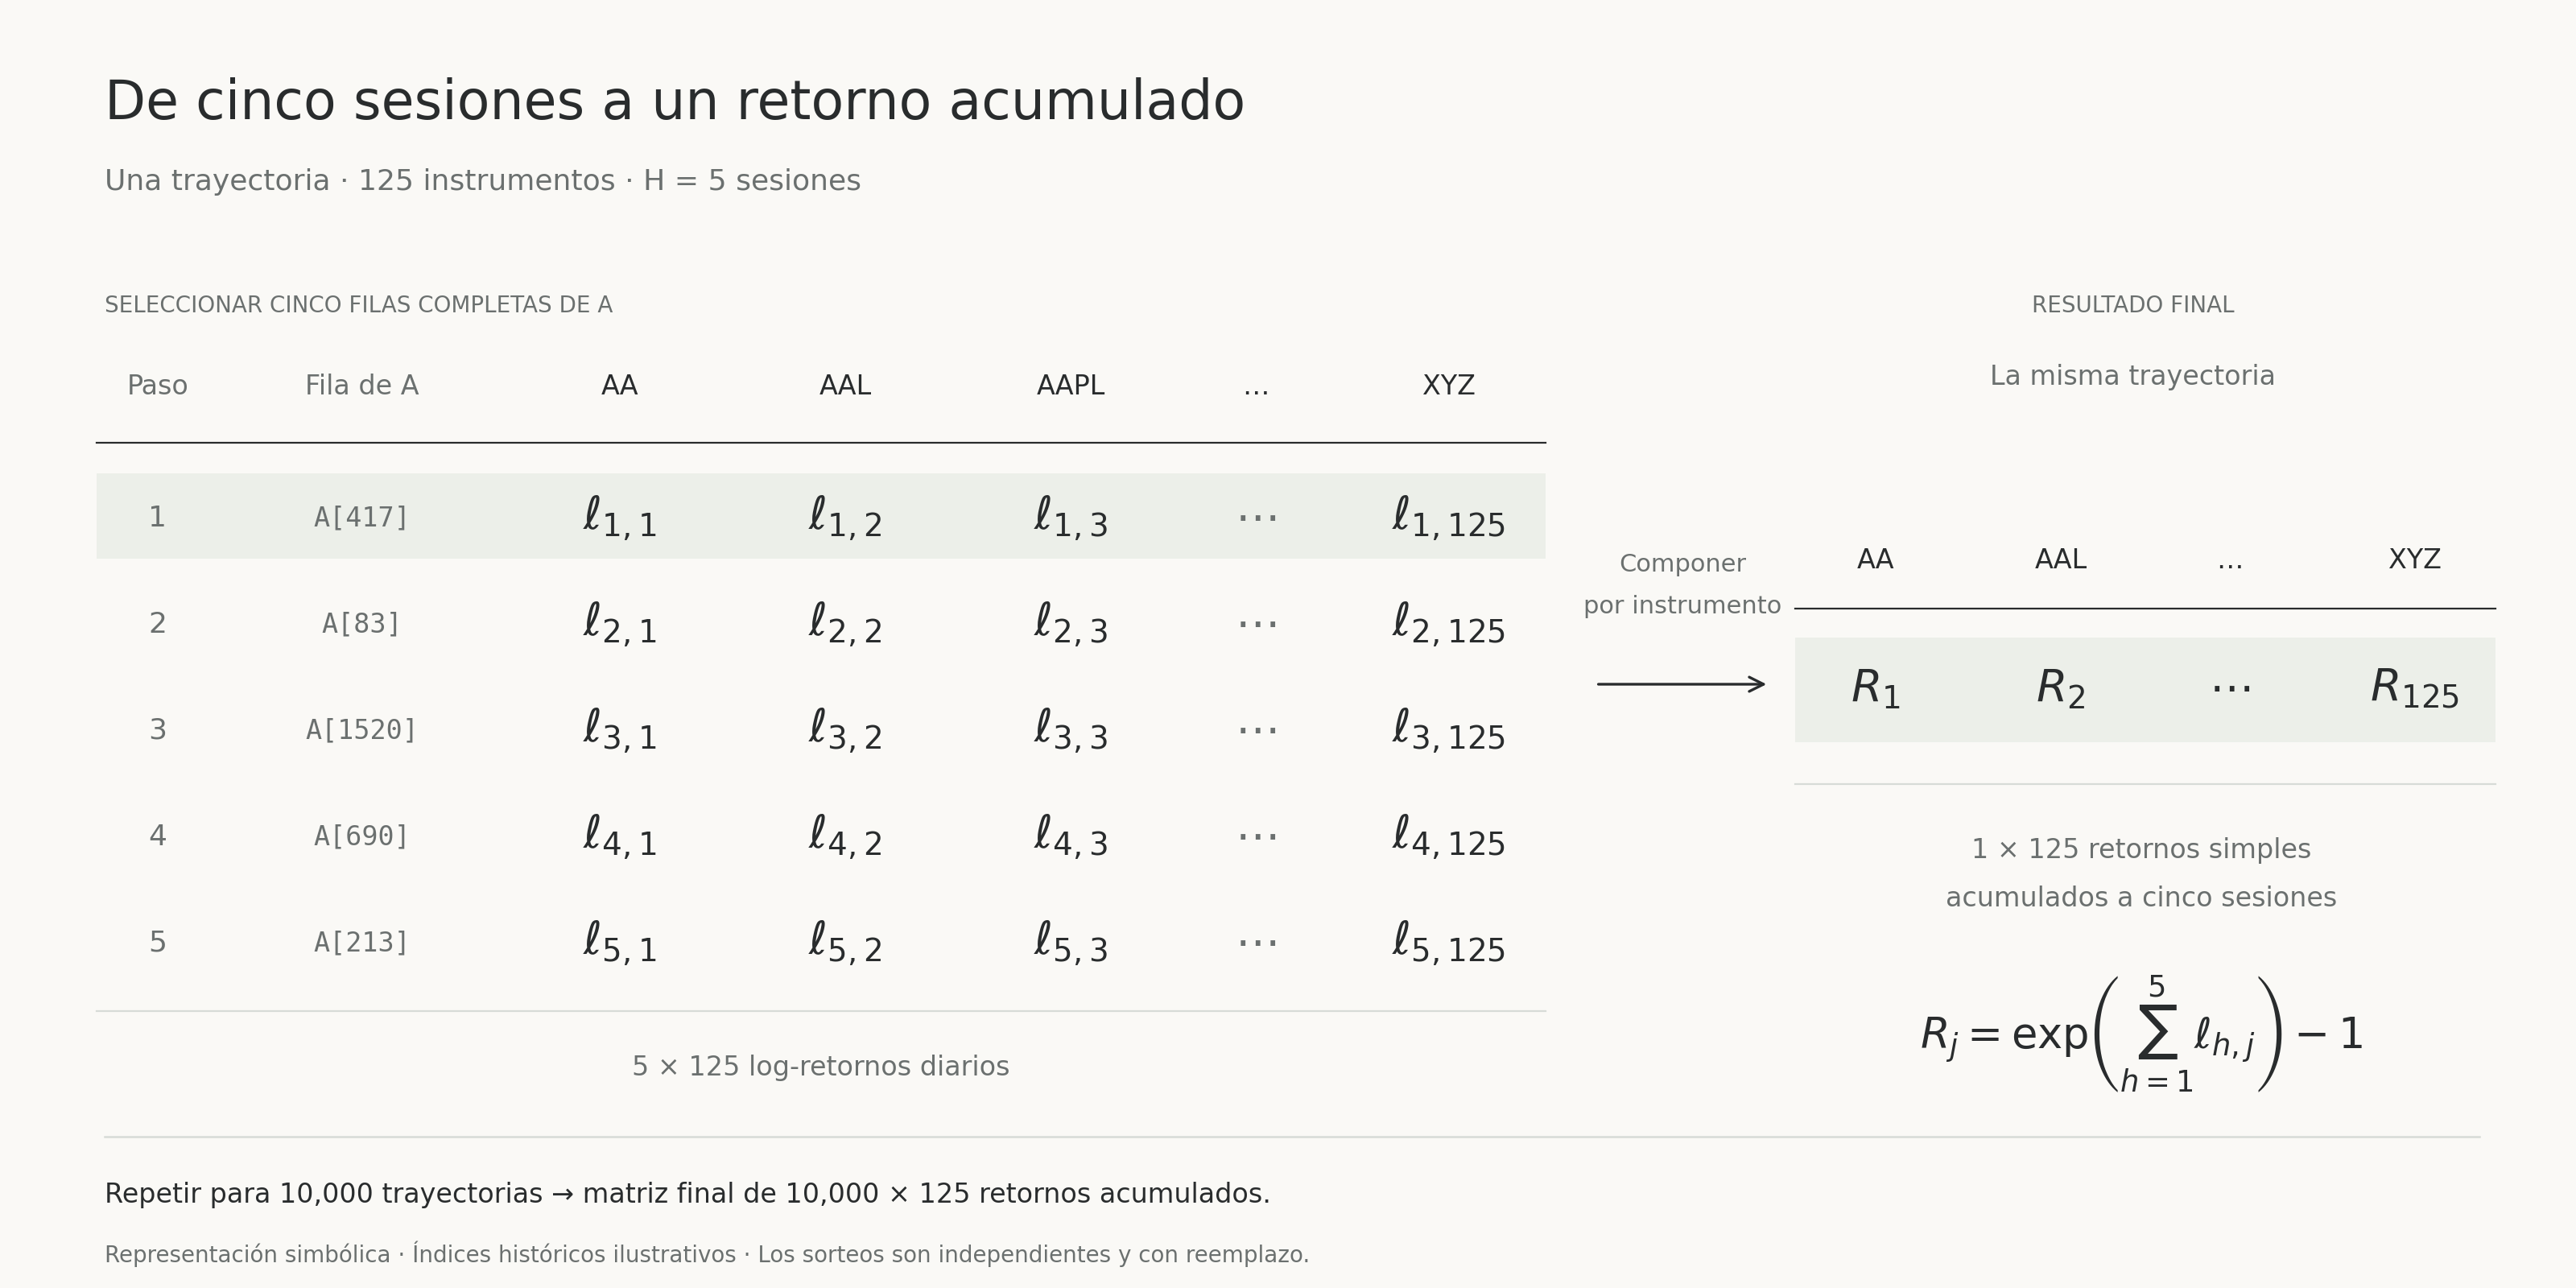 De cinco sesiones a un retorno acumulado
Una trayectoria · 125 instrumentos · H = 5 sesiones
SELECCIONAR CINCO FILAS COMPLETAS DE A
Paso Fila de A AA AAL AAPL ... XYZ
1 A[417] ℓ1,1 ℓ1,2 ℓ1,3 ⋯ ℓ1,125
2 A[83] ℓ2,1 ℓ2,2 ℓ2,3 ⋯ ℓ2,125
3 A[1520] ℓ3,1 ℓ3,2 ℓ3,3 ⋯ ℓ3,125
4 A[690] ℓ4,1 ℓ4,2 ℓ4,3 ⋯ ℓ4,125
5 A[213] ℓ5,1 ℓ5,2 ℓ5,3 ⋯ ℓ5,125
5 × 125 log-retornos diarios
Componer
por instrumento
RESULTADO FINAL
La misma trayectoria
AA AAL ... XYZ
R1 R2 ⋯ R125
1 × 125 retornos simples
acumulados a cinco sesiones
Rj = exp(∑h=15 ℓh,j) − 1
Repetir para 10,000 trayectorias → matriz final de 10,000 × 125 retornos acumulados.
Representación simbólica · Índices históricos ilustrativos · Los sorteos son independientes y con reemplazo.